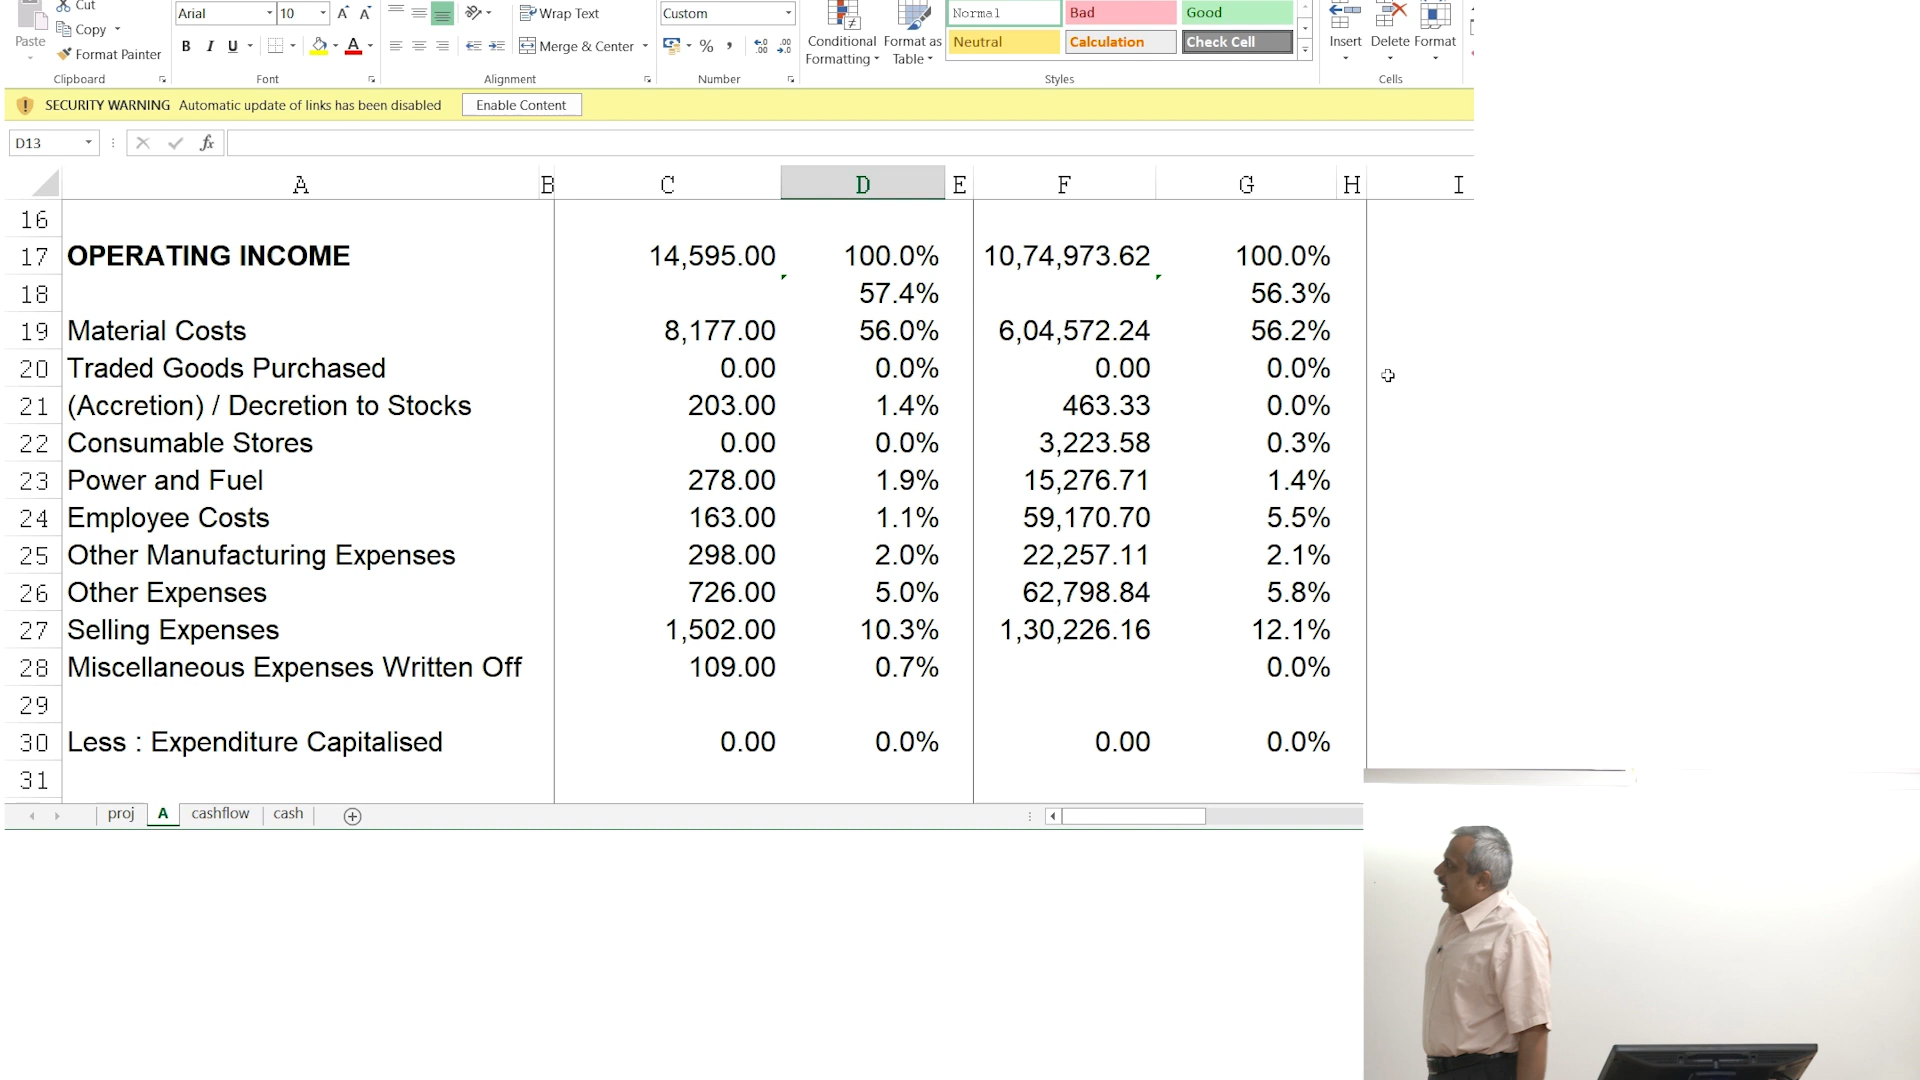 Cut
Paste
Copy
Format Painter
Clipboard
Arial 10
B I U A
Font
Wrap Text
Merge & Center
Alignment
Custom
%
Number
Conditional Formatting
Format as Table
Normal Bad Good
Neutral Calculation Check Cell
Styles
Insert Delete Format
Cells
SECURITY WARNING Automatic update of links has been disabled Enable Content
D13 fx
A B C D E F G H I
16
17 OPERATING INCOME 14,595.00 100.0% 10,74,973.62 100.0%
18 57.4% 56.3%
19 Material Costs 8,177.00 56.0% 6,04,572.24 56.2%
20 Traded Goods Purchased 0.00 0.0% 0.00 0.0%
21 (Accretion) / Decretion to Stocks 203.00 1.4% 463.33 0.0%
22 Consumable Stores 0.00 0.0% 3,223.58 0.3%
23 Power and Fuel 278.00 1.9% 15,276.71 1.4%
24 Employee Costs 163.00 1.1% 59,170.70 5.5%
25 Other Manufacturing Expenses 298.00 2.0% 22,257.11 2.1%
26 Other Expenses 726.00 5.0% 62,798.84 5.8%
27 Selling Expenses 1,502.00 10.3% 1,30,226.16 12.1%
28 Miscellaneous Expenses Written Off 109.00 0.7% 0.0%
29
30 Less : Expenditure Capitalised 0.00 0.0% 0.00 0.0%
31
proj A cashflow cash